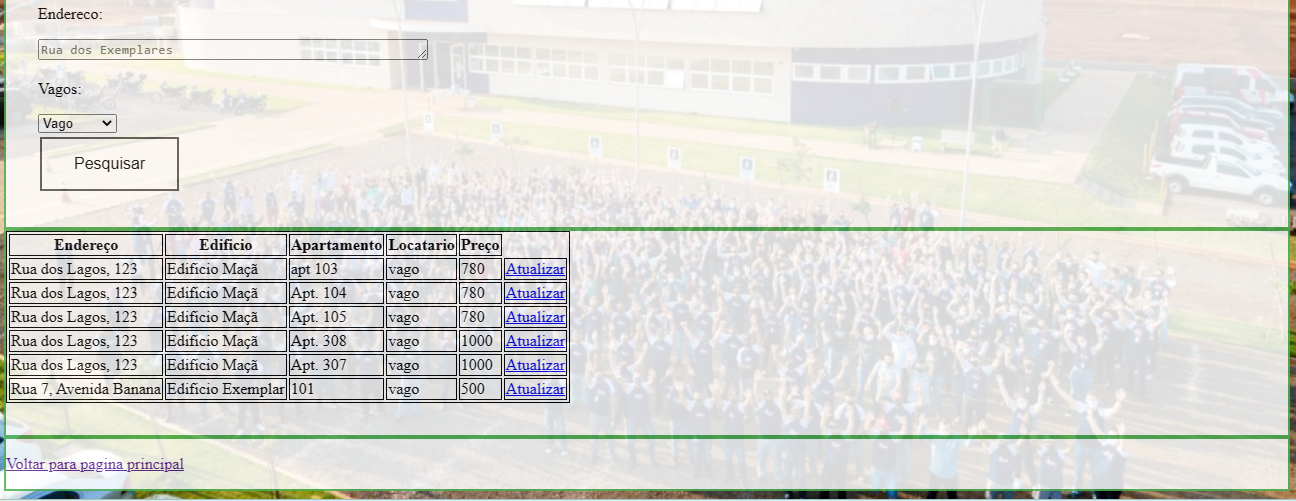 Endereco:
Rua dos Exemplares
Vagos:
Vago
Pesquisar
Endereço Edificio Apartamento Locatario Preço
Rua dos Lagos, 123 Edificio Maçã apt 103 vago 780 Atualizar
Rua dos Lagos, 123 Edificio Maçã Apt. 104 vago 780 Atualizar
Rua dos Lagos, 123 Edificio Maçã Apt. 105 vago 780 Atualizar
Rua dos Lagos, 123 Edificio Maçã Apt. 308 vago 1000 Atualizar
Rua dos Lagos, 123 Edificio Maçã Apt. 307 vago 1000 Atualizar
Rua 7, Avenida Banana Edificio Exemplar 101 vago 500 Atualizar
Voltar para pagina principal